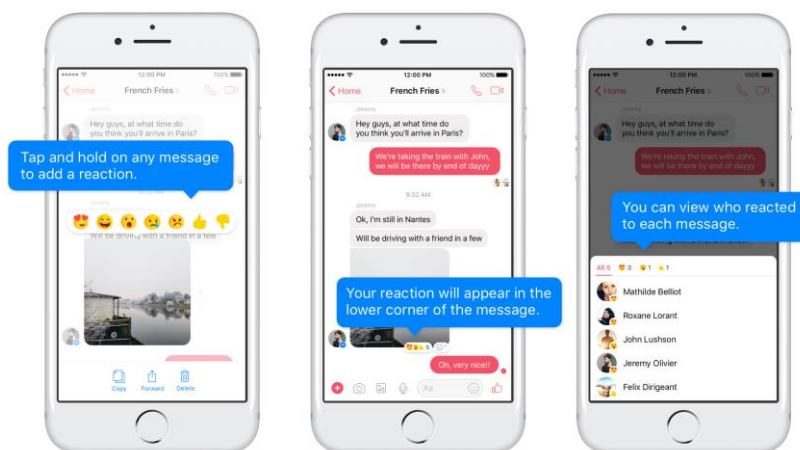 12:00 PM
100%
Home
French Fries >
Jeremy
Hey guys, at what time do
you think you'll arrive in Paris?
Tap and hold on any message
to add a reaction.
Will be driving with a friend in a few
Copy
Forward
Delete
12:00 PM
100%
Home
French Fries >
Jeremy
Hey guys, at what time do
you think you'll arrive in Paris?
We're taking the train with John,
we will be there by end of dayyy
9:32 AM
Jeremy
Ok, I'm still in Nantes
Will be driving with a friend in a few
Your reaction will appear in the
lower corner of the message.
5
Oh, very nice!!
Aa
12:00 PM
100%
Home
French Fries >
Jeremy
Hey guys, at what time do
you think you'll arrive in Paris?
We're taking the train with John,
we will be there by end of dayyy
You can view who reacted
to each message.
All 5 3 1 1
Mathilde Belliot
Roxane Lorant
John Lushson
Jeremy Olivier
Felix Dirigeant